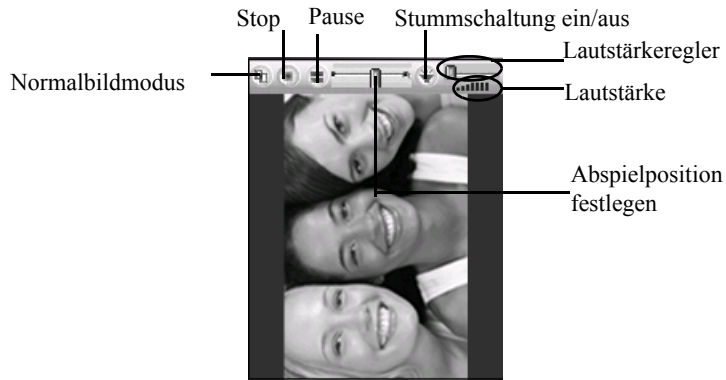 Stop
Pause
Stummschaltung ein/aus
Lautstärkeregler
Normalbildmodus
Lautstärke
Abspielposition
festlegen